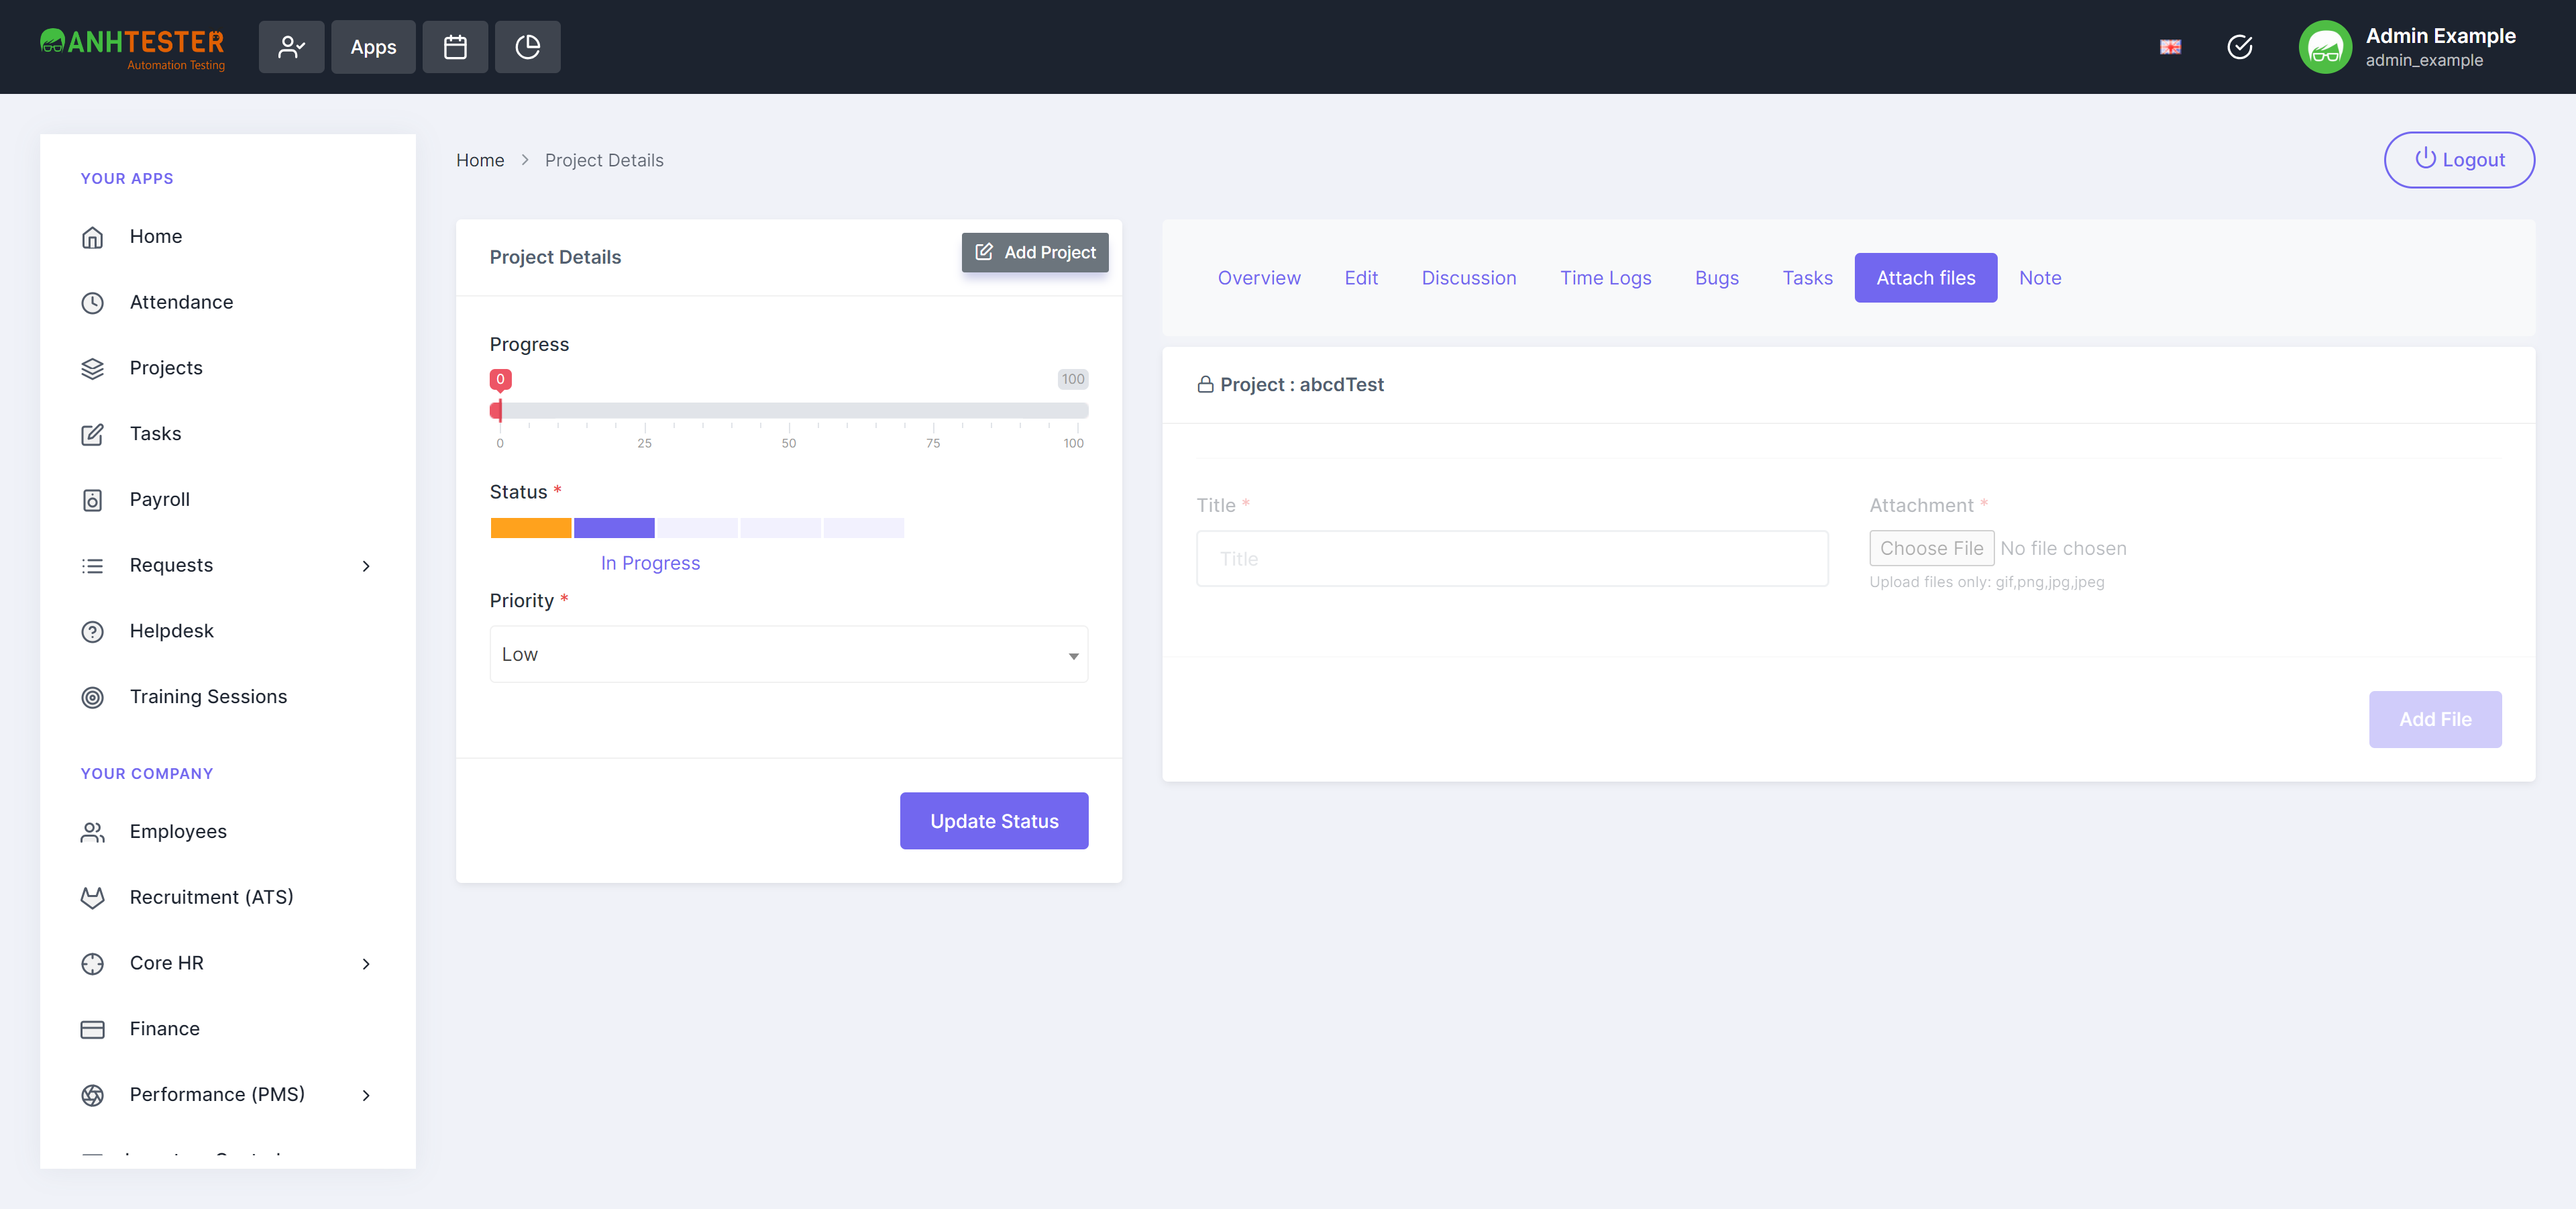 ANHTESTER
Automation Testing
Apps
Admin Example
admin_example
YOUR APPS
Home
Attendance
Projects
Tasks
Payroll
Requests
Helpdesk
Training Sessions
YOUR COMPANY
Employees
Recruitment (ATS)
Core HR
Finance
Performance (PMS)
Home > Project Details
Logout
Project Details
Add Project
Progress
0 100
0 25 50 75 100
Status *
In Progress
Priority *
Low
Update Status
Overview Edit Discussion Time Logs Bugs Tasks Attach files Note
Project : abcdTest
Title *
Title
Attachment *
Choose File No file chosen
Upload files only: gif,png,jpg,jpeg
Add File